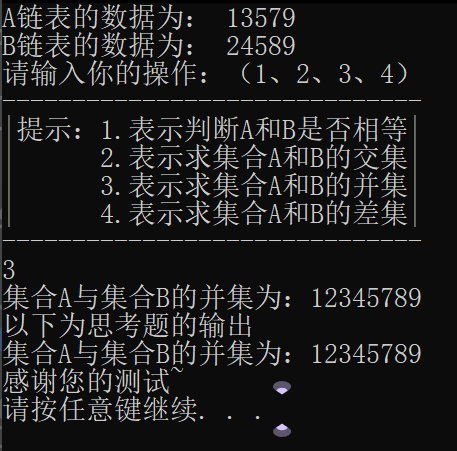 A链表的数据为: 13579
B链表的数据为: 24589
请输入你的操作:（1、2、3、4）
------------------------------
|提示: 1.表示判断A和B是否相等|
2.表示求集合A和B的交集
3.表示求集合A和B的并集
4.表示求集合A和B的差集
------------------------------
3
集合A与集合B的并集为: 12345789
以下为思考题的输出
集合A与集合B的并集为: 12345789
感谢您的测试~
请按任意键继续. . .